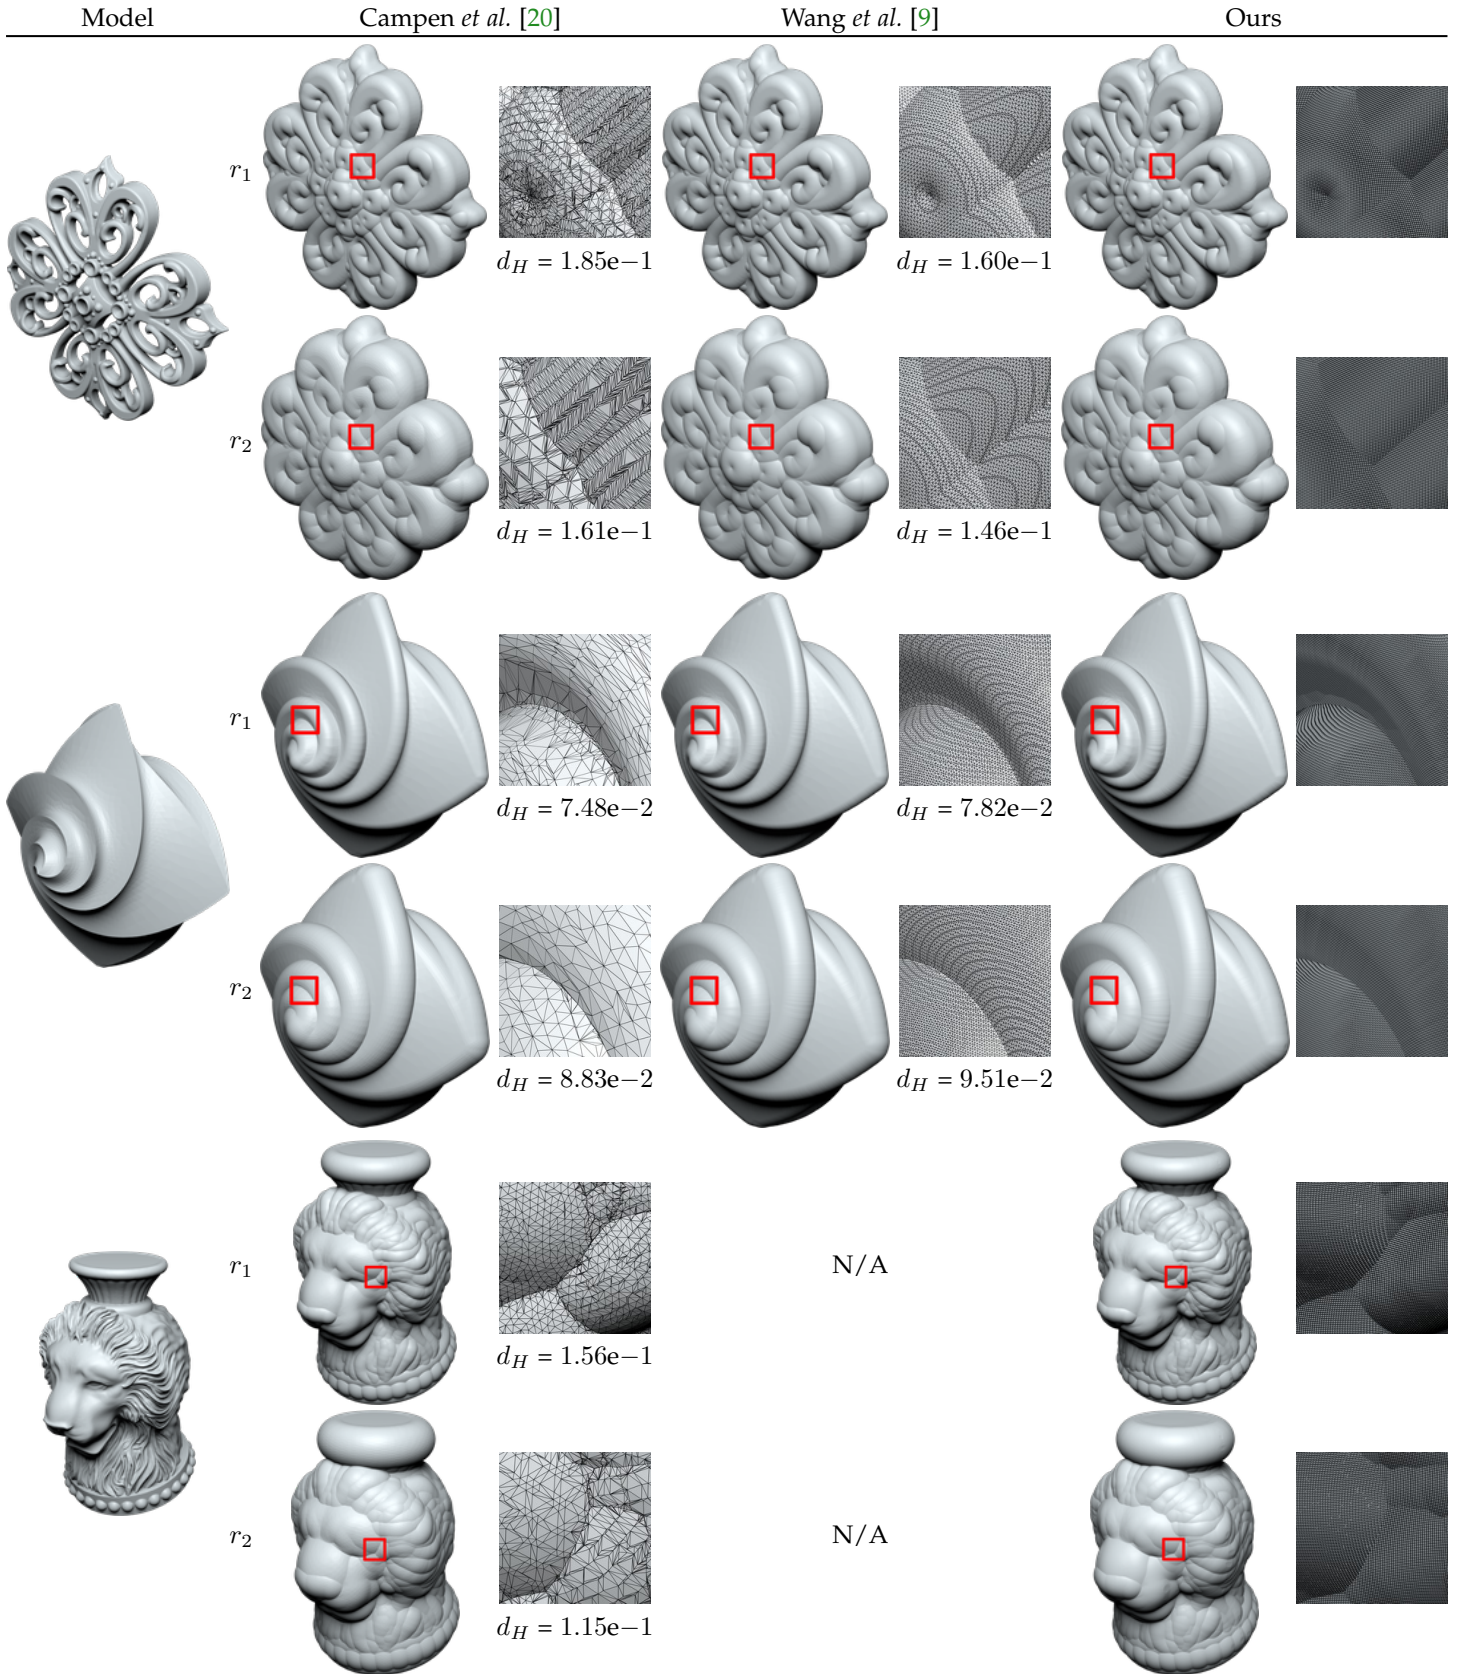 Model Campen et al. [20] Wang et al. [9] Ours
r1
dH = 1.85e−1 dH = 1.60e−1
r2
dH = 1.61e−1 dH = 1.46e−1
r1
dH = 7.48e−2 dH = 7.82e−2
r2
dH = 8.83e−2 dH = 9.51e−2
r1 N/A
dH = 1.56e−1
r2 N/A
dH = 1.15e−1